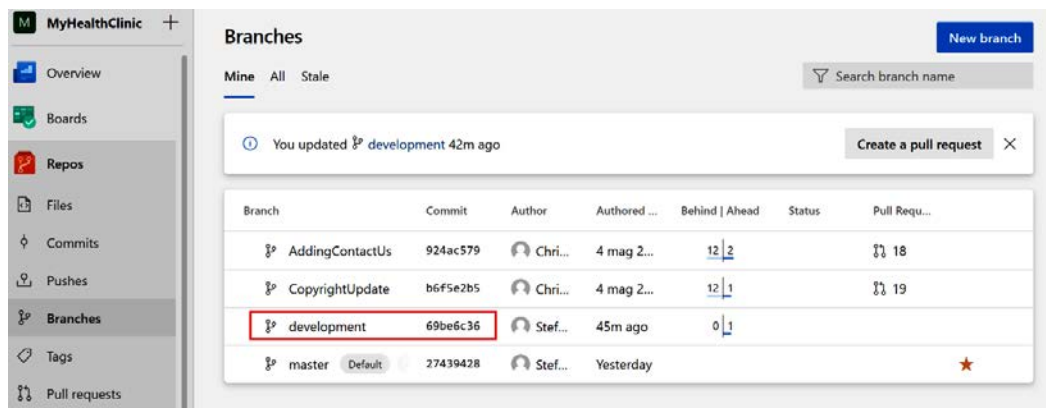 M MyHealthClinic +
Overview
Boards
Repos
Files
Commits
Pushes
Branches
Tags
Pull requests
Branches
New branch
Mine All Stale
Search branch name
You updated development 42m ago
Create a pull request
Branch Commit Author Authored ... Behind | Ahead Status Pull Requ...
AddingContactUs 924ac579 Chri... 4 mag 2... 12 2 18
CopyrightUpdate b6f5e2b5 Chri... 4 mag 2... 12 1 19
development 69be6c36 Stef... 45m ago 0 1
master Default 27439428 Stef... Yesterday